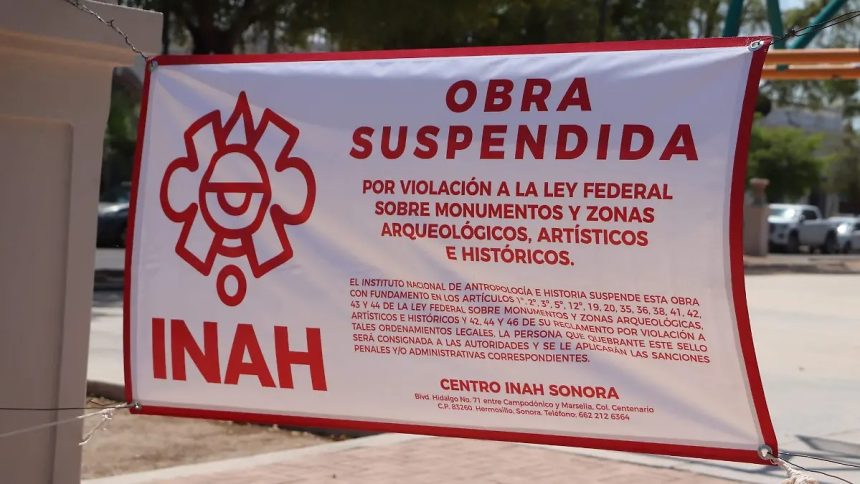 OBRA
SUSPENDIDA
POR VIOLACIÓN A LA LEY FEDERAL
SOBRE MONUMENTOS Y ZONAS
ARQUEOLÓGICOS, ARTÍSTICOS
E HISTÓRICOS.
EL INSTITUTO NACIONAL DE ANTROPOLOGÍA E HISTORIA SUSPENDE ESTA OBRA
CON FUNDAMENTO EN LOS ARTÍCULOS 1°, 2°, 3°, 5°, 12°, 19, 20, 35, 36, 38, 41, 42,
43 Y 44 DE LA LEY FEDERAL SOBRE MONUMENTOS Y ZONAS ARQUEOLÓGICAS,
ARTÍSTICOS E HISTÓRICOS Y 42, 44 Y 46 DE SU REGLAMENTO POR VIOLACIÓN A
TALES ORDENAMIENTOS LEGALES, LA PERSONA QUE QUEBRANTE ESTE SELLO
SERÁ CONSIGNADA A LAS AUTORIDADES Y SE LE APLICARÁN LAS SANCIONES
PENALES Y/O ADMINISTRATIVAS CORRESPONDIENTES.
INAH
CENTRO INAH SONORA
Blvd. Hidalgo No. 71 entre Campodónico y Marsella, Col. Centenario
C.P. 83260 Hermosillo, Sonora. Teléfono: 662 212 6364